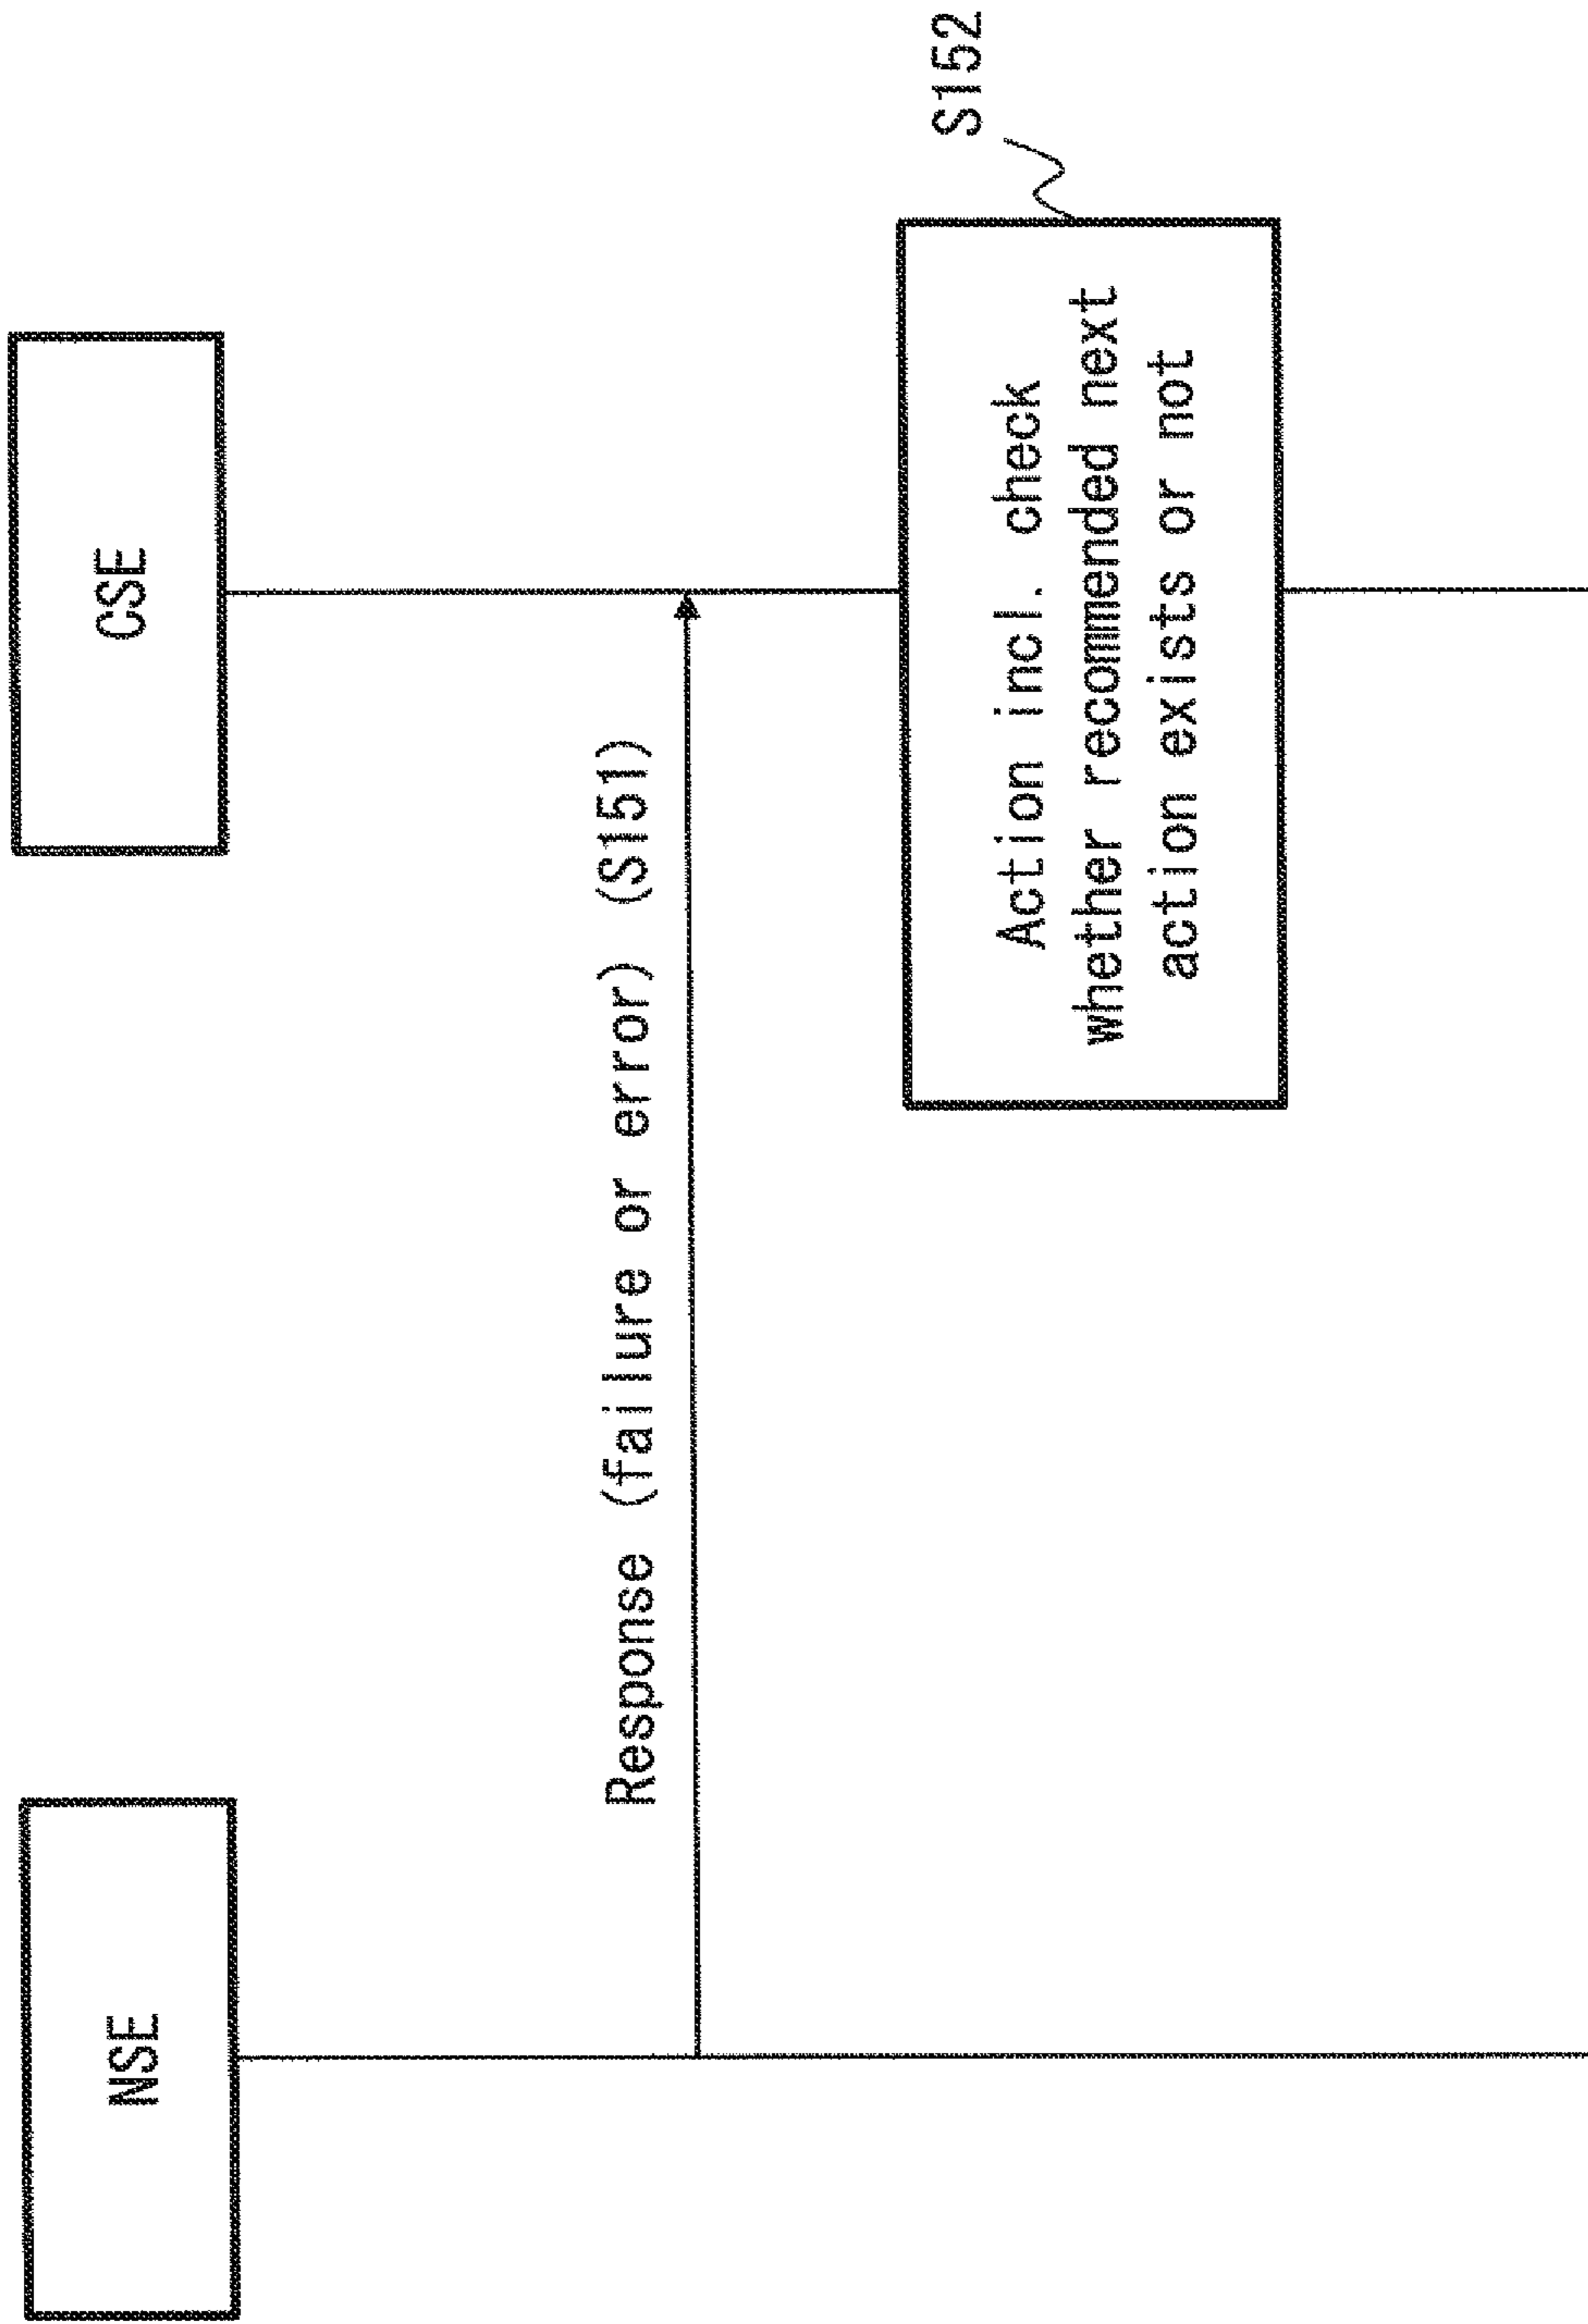 NSE
CSE
Response (failure or error) (S151)
Action incl. check
whether recommended next
action exists or not
S152